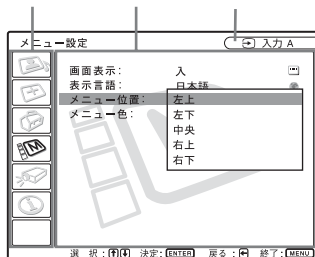 メニュー設定 入力 A
画面表示: 入
表示言語: 日本語
メニュー位置: 左上
メニュー色: 左下
中央
右上
右下
選 択: 決定: ENTER 戻る: 終了: MENU